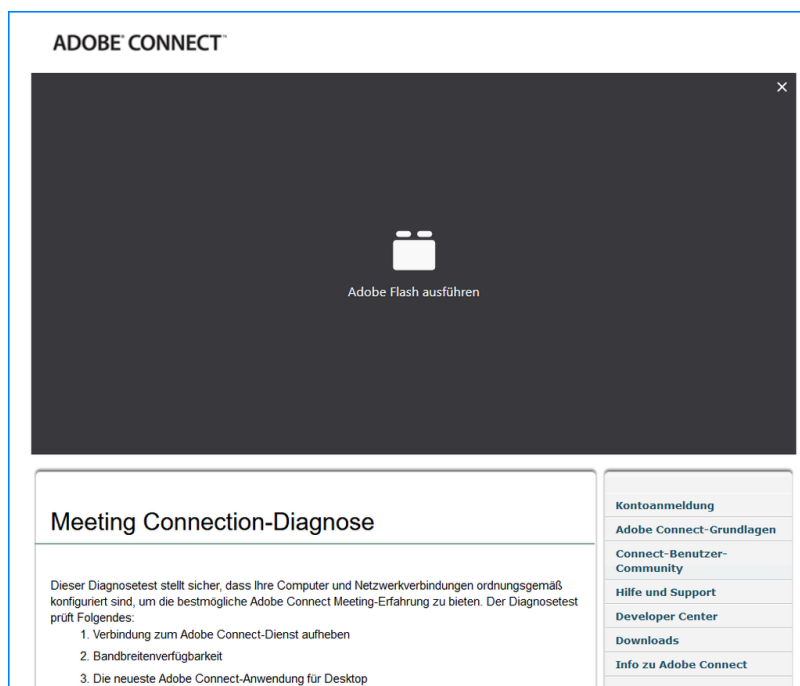 ADOBE® CONNECT™
Adobe Flash ausführen
Meeting Connection-Diagnose
Dieser Diagnosetest stellt sicher, dass Ihre Computer und Netzwerkverbindungen ordnungsgemäß
konfiguriert sind, um die bestmögliche Adobe Connect Meeting-Erfahrung zu bieten. Der Diagnosetest
prüft Folgendes:
1. Verbindung zum Adobe Connect-Dienst aufheben
2. Bandbreitenverfügbarkeit
3. Die neueste Adobe Connect-Anwendung für Desktop
Kontoanmeldung
Adobe Connect-Grundlagen
Connect-Benutzer-
Community
Hilfe und Support
Developer Center
Downloads
Info zu Adobe Connect